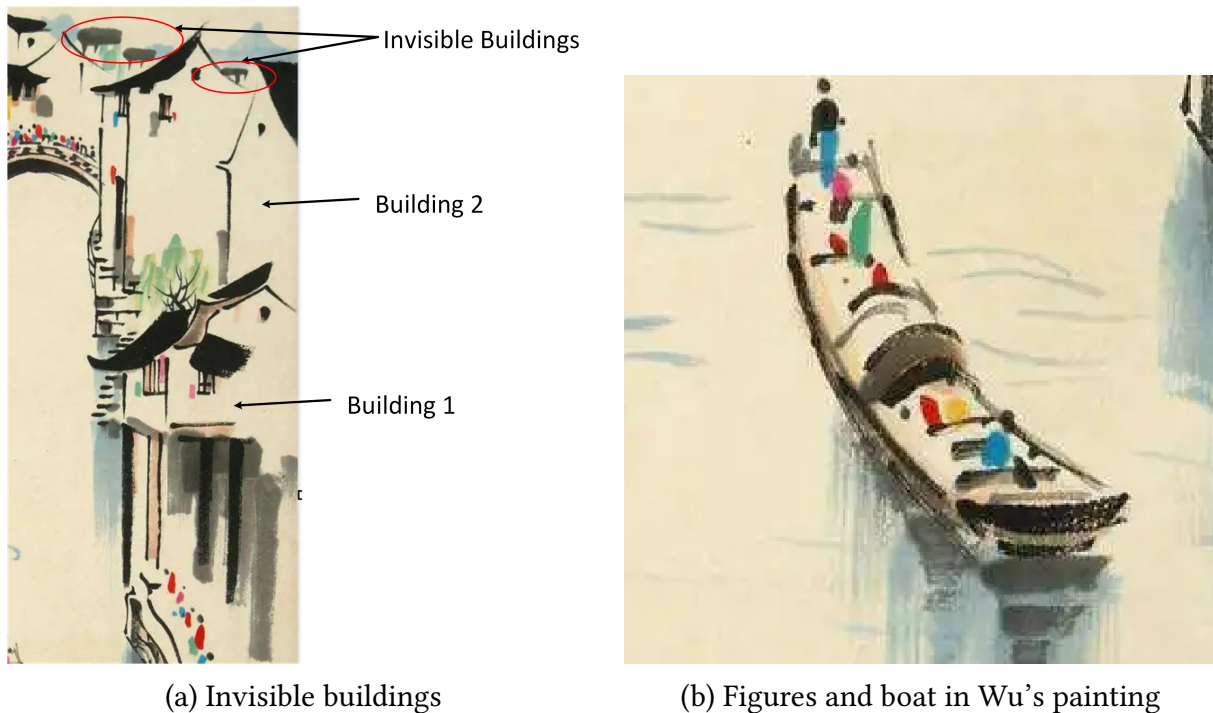 Invisible Buildings
Building 2
Building 1
(a) Invisible buildings
(b) Figures and boat in Wu’s painting